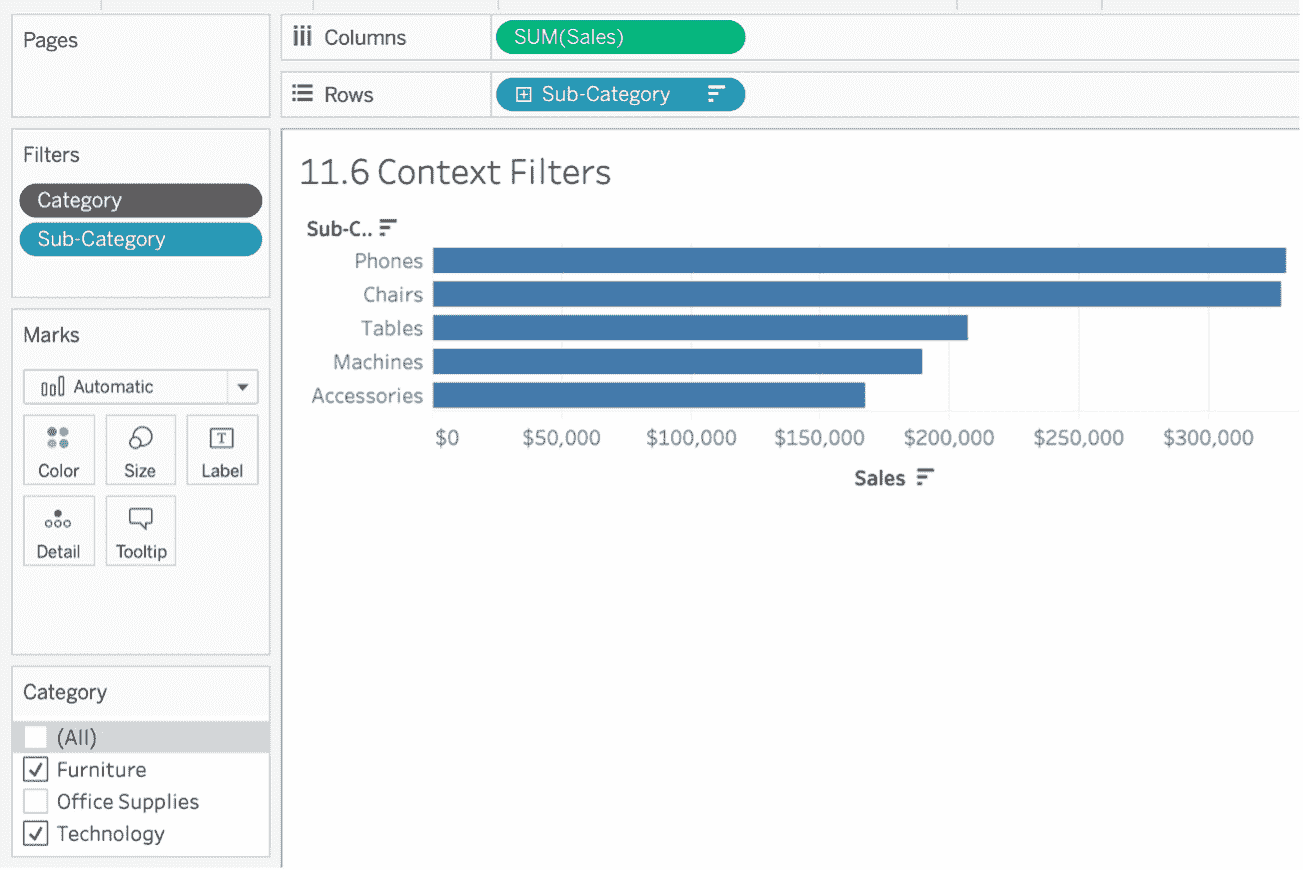 Pages
Columns
SUM(Sales)
Rows
Sub-Category
Filters
Category
Sub-Category
Marks
Automatic
Color
Size
T
Label
Detail
Tooltip
Category
(All)
Furniture
Office Supplies
Technology
11.6 Context Filters
Sub-C..
Phones
Chairs
Tables
Machines
Accessories
$0 $50,000 $100,000 $150,000 $200,000 $250,000 $300,000
Sales